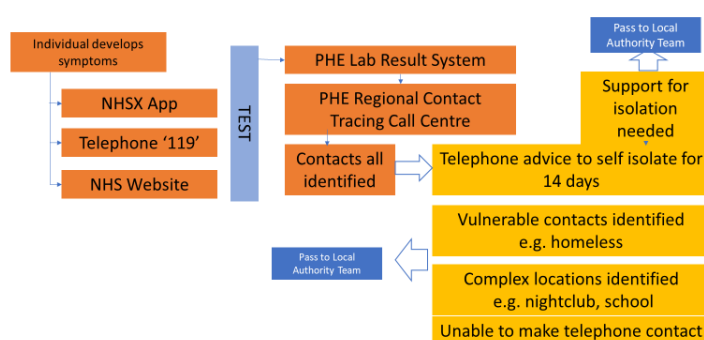 Individual develops
symptoms
NHSX App
Telephone ‘119’
NHS Website
TEST
PHE Lab Result System
PHE Regional Contact
Tracing Call Centre
Contacts all
identified
Pass to Local
Authority Team
Support for
isolation
needed
Telephone advice to self isolate for
14 days
Vulnerable contacts identified
e.g. homeless
Pass to Local
Authority Team
Complex locations identified
e.g. nightclub, school
Unable to make telephone contact